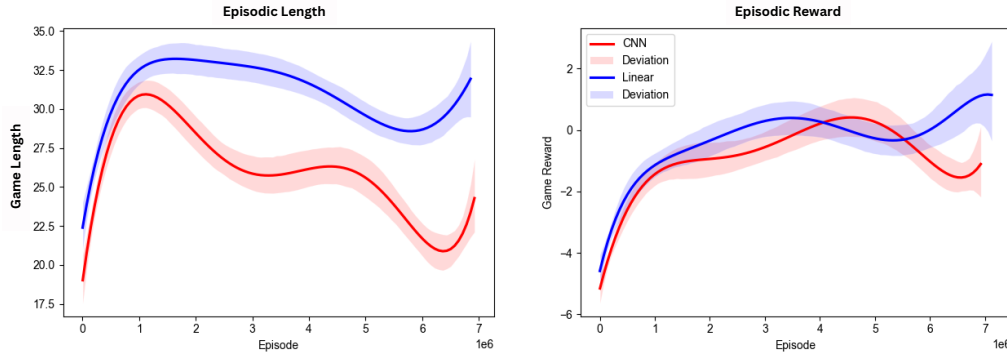 Episodic Length
Game Length
35.0
32.5
30.0
27.5
25.0
22.5
20.0
17.5
0
1
2
3
4
5
6
7
Episode
1e6
Episodic Reward
Game Reward
2
0
−2
−4
−6
CNN
Deviation
Linear
Deviation
0
1
2
3
4
5
6
7
Episode
1e6